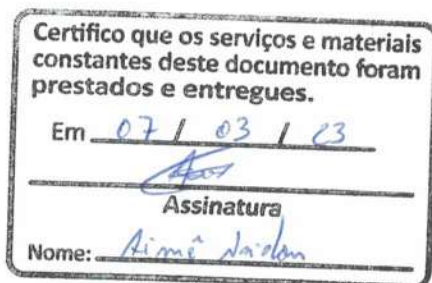 Certifico que os serviços e materiais
constantes deste documento foram
prestados e entregues.
Em 07 / 03 / 23
Assinatura
Nome: Aimê